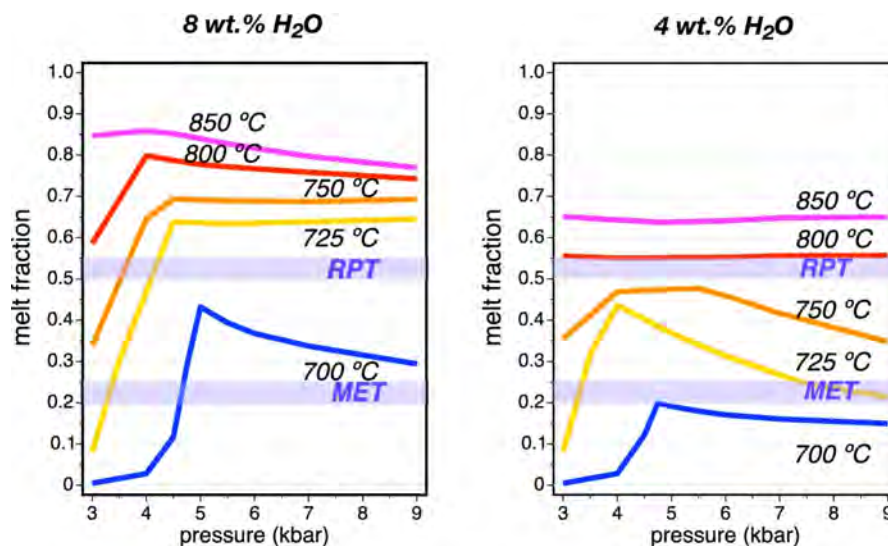 8 wt.% H₂O
1.0
0.9
0.8
0.7
0.6
0.5
0.4
0.3
0.2
0.1
0
melt fraction
850 ºC
800 ºC
750 ºC
725 ºC
RPT
700 ºC
MET
3 4 5 6 7 8 9
pressure (kbar)
4 wt.% H₂O
1.0
0.9
0.8
0.7
0.6
0.5
0.4
0.3
0.2
0.1
0
melt fraction
850 ºC
800 ºC
RPT
750 ºC
725 ºC
MET
700 ºC
3 4 5 6 7 8 9
pressure (kbar)